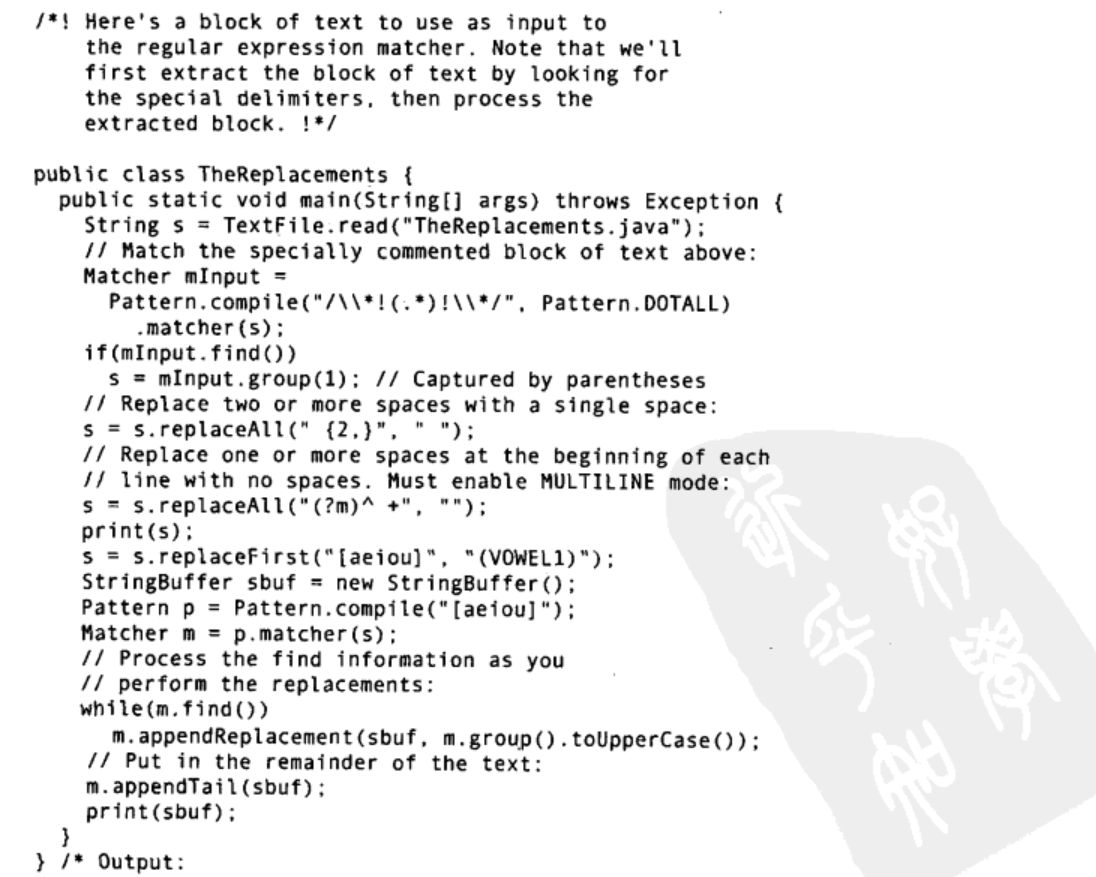 /*! Here's a block of text to use as input to
    the regular expression matcher. Note that we'll
    first extract the block of text by looking for
    the special delimiters, then process the
    extracted block. !*/

public class TheReplacements {
  public static void main(String[] args) throws Exception {
    String s = TextFile.read("TheReplacements.java");
    // Match the specially commented block of text above:
    Matcher mInput =
      Pattern.compile("/\\*!(.*)!\\*/", Pattern.DOTALL)
        .matcher(s);
    if(mInput.find())
      s = mInput.group(1); // Captured by parentheses
    // Replace two or more spaces with a single space:
    s = s.replaceAll(" {2,}", " ");
    // Replace one or more spaces at the beginning of each
    // line with no spaces. Must enable MULTILINE mode:
    s = s.replaceAll("(?m)^ +", "");
    print(s);
    s = s.replaceFirst("[aeiou]", "(VOWEL1)");
    StringBuffer sbuf = new StringBuffer();
    Pattern p = Pattern.compile("[aeiou]");
    Matcher m = p.matcher(s);
    // Process the find information as you
    // perform the replacements:
    while(m.find())
      m.appendReplacement(sbuf, m.group().toUpperCase());
    // Put in the remainder of the text:
    m.appendTail(sbuf);
    print(sbuf);
  }
} /* Output: